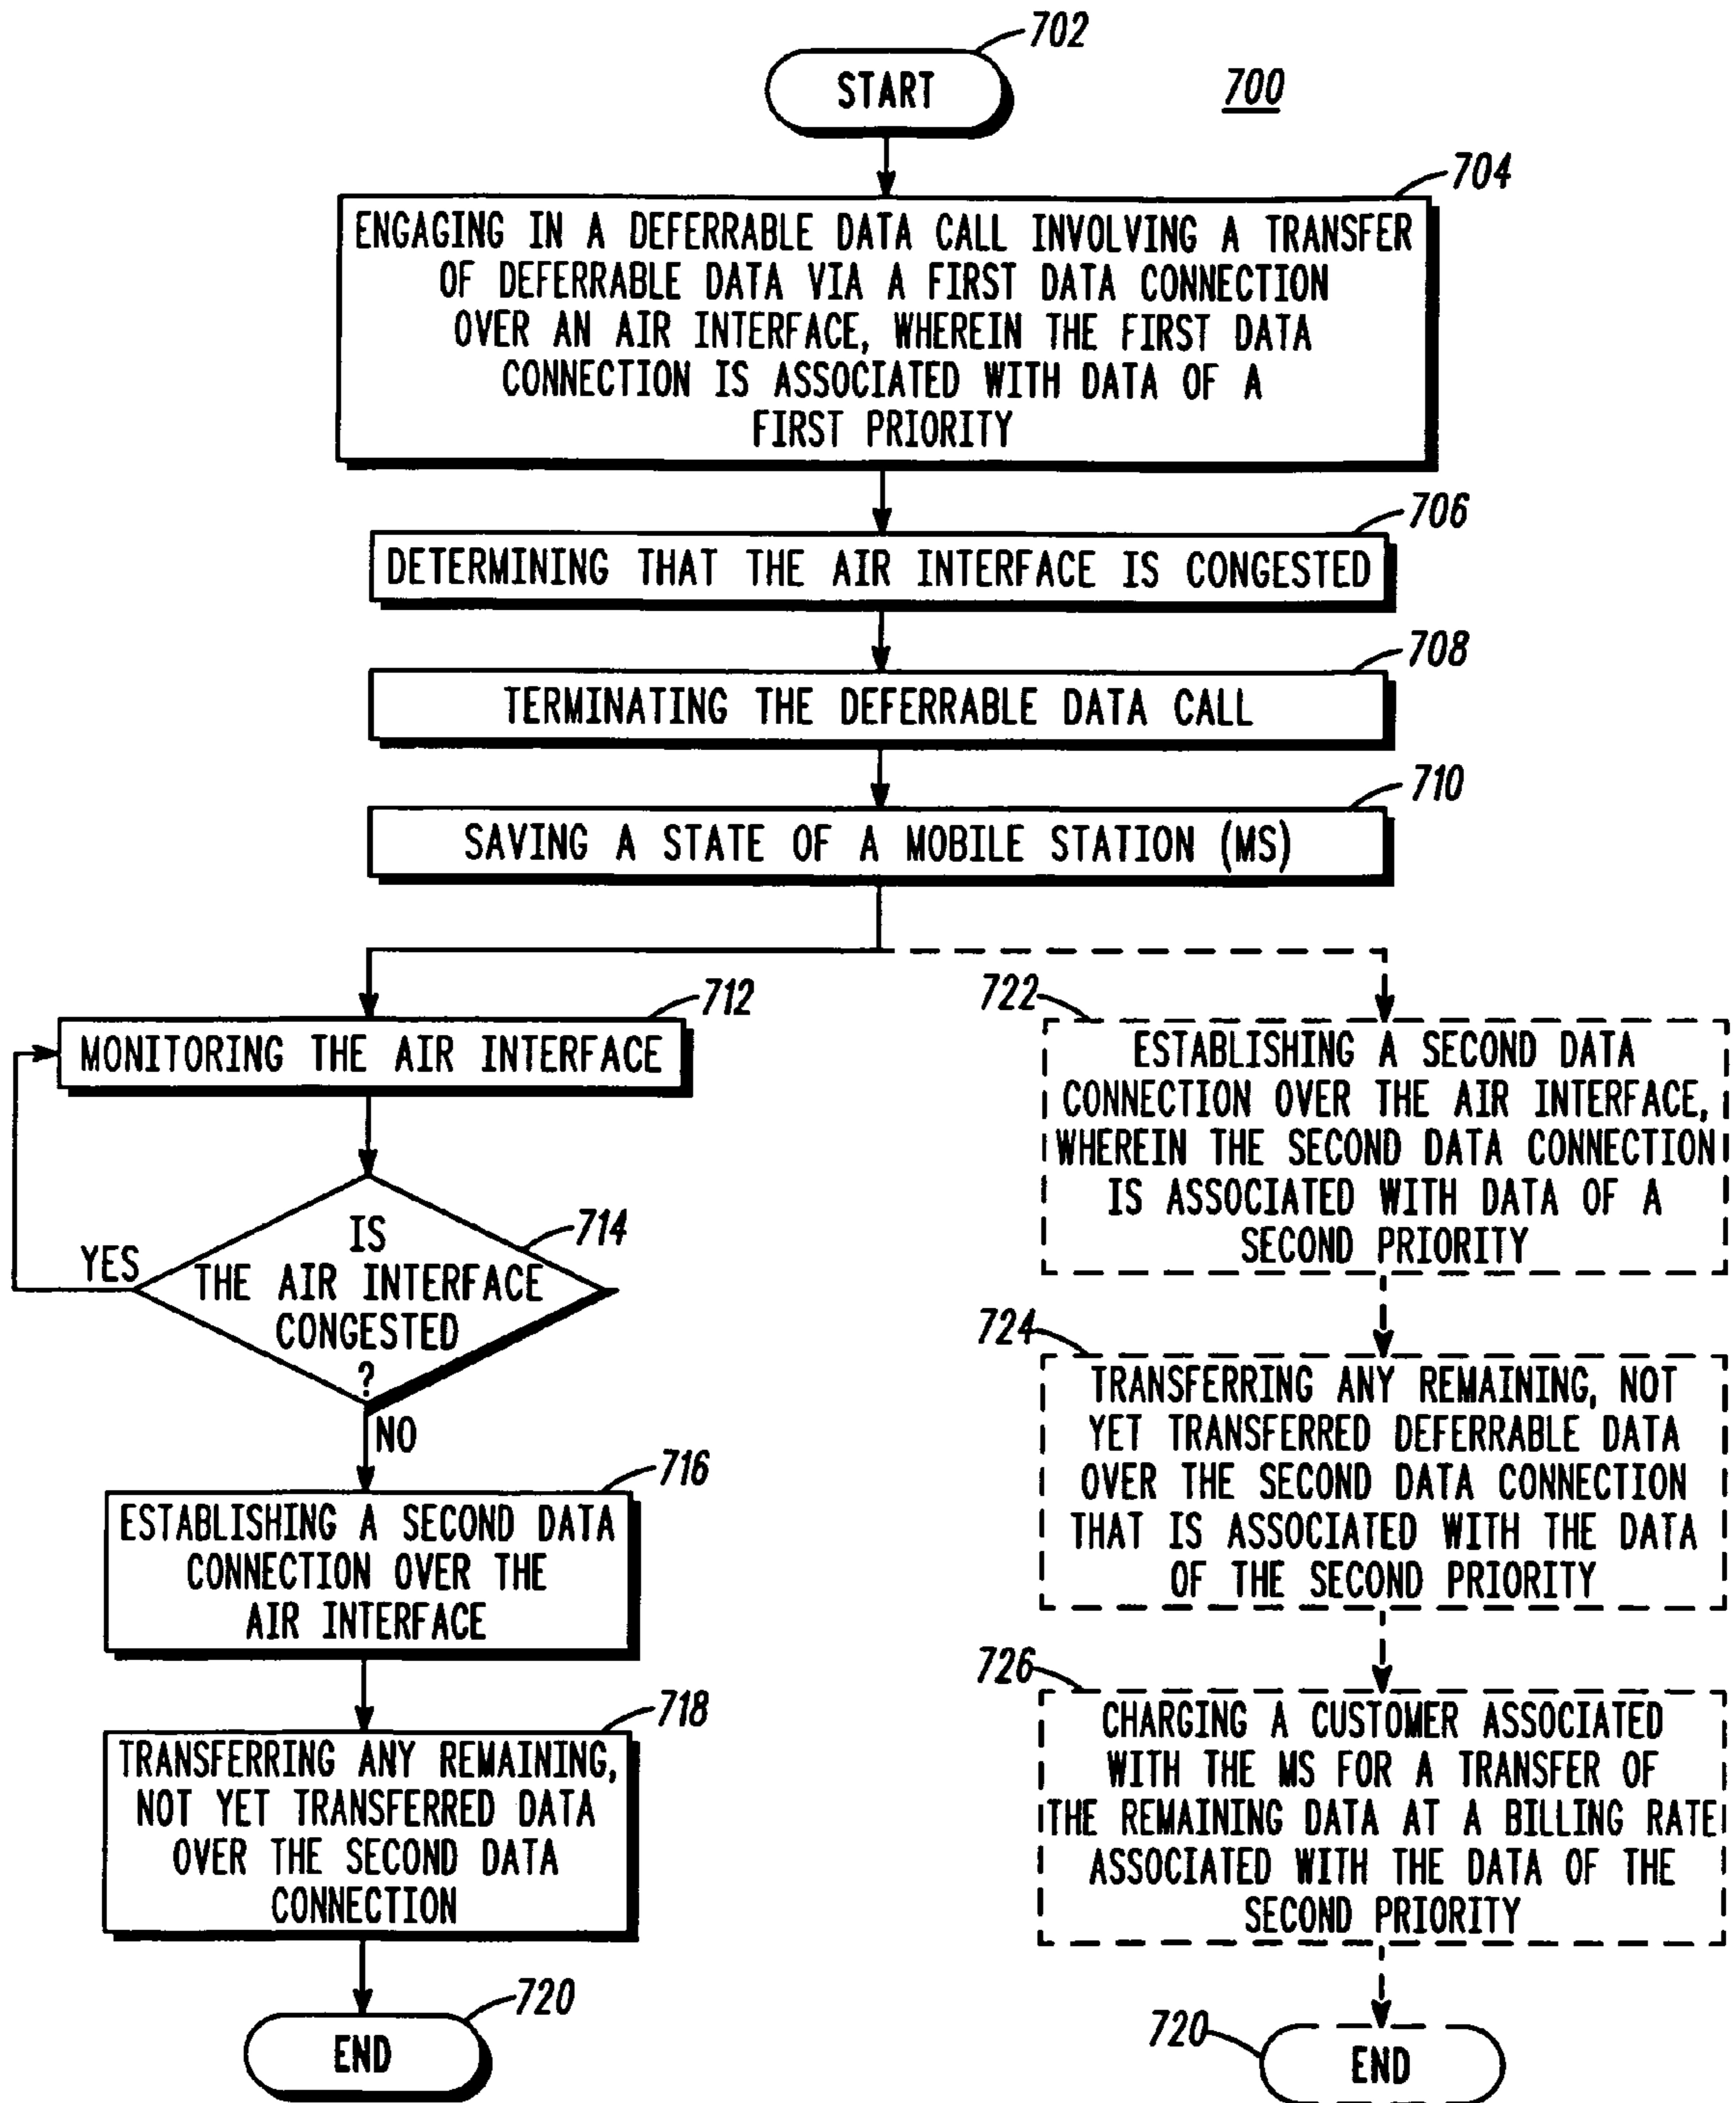 702
START
700
704
ENGAGING IN A DEFERRABLE DATA CALL INVOLVING A TRANSFER
OF DEFERRABLE DATA VIA A FIRST DATA CONNECTION
OVER AN AIR INTERFACE, WHEREIN THE FIRST DATA
CONNECTION IS ASSOCIATED WITH DATA OF A
FIRST PRIORITY
706
DETERMINING THAT THE AIR INTERFACE IS CONGESTED
708
TERMINATING THE DEFERRABLE DATA CALL
710
SAVING A STATE OF A MOBILE STATION (MS)
712
MONITORING THE AIR INTERFACE
714
IS
THE AIR INTERFACE
CONGESTED
?
YES
NO
716
ESTABLISHING A SECOND DATA
CONNECTION OVER THE
AIR INTERFACE
718
TRANSFERRING ANY REMAINING,
NOT YET TRANSFERRED DATA
OVER THE SECOND DATA
CONNECTION
720
END
722
ESTABLISHING A SECOND DATA
CONNECTION OVER THE AIR INTERFACE,
WHEREIN THE SECOND DATA CONNECTION
IS ASSOCIATED WITH DATA OF A
SECOND PRIORITY
724
TRANSFERRING ANY REMAINING, NOT
YET TRANSFERRED DEFERRABLE DATA
OVER THE SECOND DATA CONNECTION
THAT IS ASSOCIATED WITH THE DATA
OF THE SECOND PRIORITY
726
CHARGING A CUSTOMER ASSOCIATED
WITH THE MS FOR A TRANSFER OF
THE REMAINING DATA AT A BILLING RATE
ASSOCIATED WITH THE DATA OF THE
SECOND PRIORITY
720
END